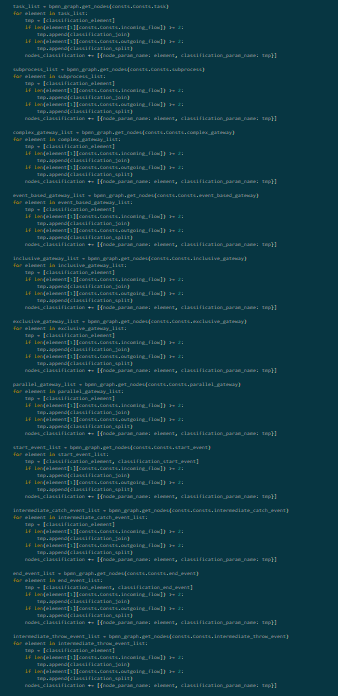 task_list = bpmn_graph.get_nodes(consts.Consts.task)
for element in task_list:
    tmp = [classification_element]
    if len(element[1][consts.Consts.incoming_flow]) >= 2:
        tmp.append(classification_join)
    if len(element[1][consts.Consts.outgoing_flow]) >= 2:
        tmp.append(classification_split)
    nodes_classification += [{node_param_name: element, classification_param_name: tmp}]

subprocess_list = bpmn_graph.get_nodes(consts.Consts.subprocess)
for element in subprocess_list:
    tmp = [classification_element]
    if len(element[1][consts.Consts.incoming_flow]) >= 2:
        tmp.append(classification_join)
    if len(element[1][consts.Consts.outgoing_flow]) >= 2:
        tmp.append(classification_split)
    nodes_classification += [{node_param_name: element, classification_param_name: tmp}]

complex_gateway_list = bpmn_graph.get_nodes(consts.Consts.complex_gateway)
for element in complex_gateway_list:
    tmp = [classification_element]
    if len(element[1][consts.Consts.incoming_flow]) >= 2:
        tmp.append(classification_join)
    if len(element[1][consts.Consts.outgoing_flow]) >= 2:
        tmp.append(classification_split)
    nodes_classification += [{node_param_name: element, classification_param_name: tmp}]

event_based_gateway_list = bpmn_graph.get_nodes(consts.Consts.event_based_gateway)
for element in event_based_gateway_list:
    tmp = [classification_element]
    if len(element[1][consts.Consts.incoming_flow]) >= 2:
        tmp.append(classification_join)
    if len(element[1][consts.Consts.outgoing_flow]) >= 2:
        tmp.append(classification_split)
    nodes_classification += [{node_param_name: element, classification_param_name: tmp}]

inclusive_gateway_list = bpmn_graph.get_nodes(consts.Consts.inclusive_gateway)
for element in inclusive_gateway_list:
    tmp = [classification_element]
    if len(element[1][consts.Consts.incoming_flow]) >= 2:
        tmp.append(classification_join)
    if len(element[1][consts.Consts.outgoing_flow]) >= 2:
        tmp.append(classification_split)
    nodes_classification += [{node_param_name: element, classification_param_name: tmp}]

exclusive_gateway_list = bpmn_graph.get_nodes(consts.Consts.exclusive_gateway)
for element in exclusive_gateway_list:
    tmp = [classification_element]
    if len(element[1][consts.Consts.incoming_flow]) >= 2:
        tmp.append(classification_join)
    if len(element[1][consts.Consts.outgoing_flow]) >= 2:
        tmp.append(classification_split)
    nodes_classification += [{node_param_name: element, classification_param_name: tmp}]

parallel_gateway_list = bpmn_graph.get_nodes(consts.Consts.parallel_gateway)
for element in parallel_gateway_list:
    tmp = [classification_element]
    if len(element[1][consts.Consts.incoming_flow]) >= 2:
        tmp.append(classification_join)
    if len(element[1][consts.Consts.outgoing_flow]) >= 2:
        tmp.append(classification_split)
    nodes_classification += [{node_param_name: element, classification_param_name: tmp}]

start_event_list = bpmn_graph.get_nodes(consts.Consts.start_event)
for element in start_event_list:
    tmp = [classification_element, classification_start_event]
    if len(element[1][consts.Consts.incoming_flow]) >= 2:
        tmp.append(classification_join)
    if len(element[1][consts.Consts.outgoing_flow]) >= 2:
        tmp.append(classification_split)
    nodes_classification += [{node_param_name: element, classification_param_name: tmp}]

intermediate_catch_event_list = bpmn_graph.get_nodes(consts.Consts.intermediate_catch_event)
for element in intermediate_catch_event_list:
    tmp = [classification_element]
    if len(element[1][consts.Consts.incoming_flow]) >= 2:
        tmp.append(classification_join)
    if len(element[1][consts.Consts.outgoing_flow]) >= 2:
        tmp.append(classification_split)
    nodes_classification += [{node_param_name: element, classification_param_name: tmp}]

end_event_list = bpmn_graph.get_nodes(consts.Consts.end_event)
for element in end_event_list:
    tmp = [classification_element, classification_end_event]
    if len(element[1][consts.Consts.incoming_flow]) >= 2:
        tmp.append(classification_join)
    if len(element[1][consts.Consts.outgoing_flow]) >= 2:
        tmp.append(classification_split)
    nodes_classification += [{node_param_name: element, classification_param_name: tmp}]

intermediate_throw_event_list = bpmn_graph.get_nodes(consts.Consts.intermediate_throw_event)
for element in intermediate_throw_event_list:
    tmp = [classification_element]
    if len(element[1][consts.Consts.incoming_flow]) >= 2:
        tmp.append(classification_join)
    if len(element[1][consts.Consts.outgoing_flow]) >= 2:
        tmp.append(classification_split)
    nodes_classification += [{node_param_name: element, classification_param_name: tmp}]